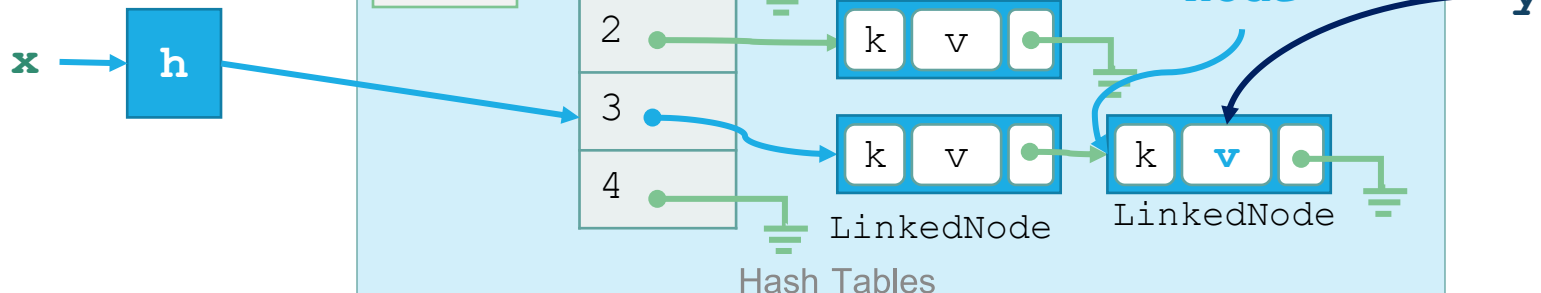 2 k v
x h
3 k v k v
4
LinkedNode LinkedNode
Hash Tables